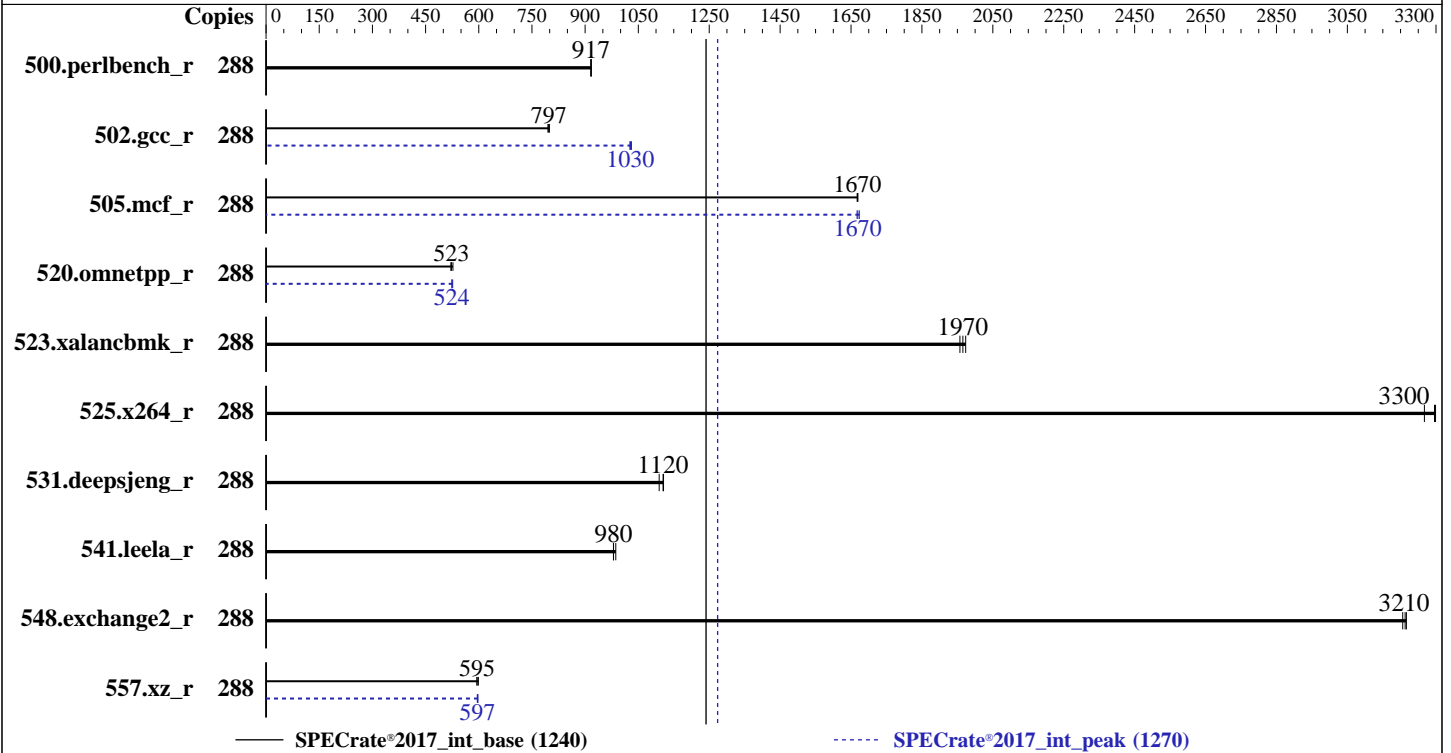 Copies 0 150 300 450 600 750 900 1050 1250 1450 1650 1850 2050 2250 2450 2650 2850 3050 3300
917
500.perlbench_r 288
797
502.gcc_r 288
1030
1670
505.mcf_r 288
1670
523
520.omnetpp_r 288
524
1970
523.xalancbmk_r 288
3300
525.x264_r 288
1120
531.deepsjeng_r 288
980
541.leela_r 288
3210
548.exchange2_r 288
595
557.xz_r 288
597
SPECrate®2017_int_base (1240) SPECrate®2017_int_peak (1270)